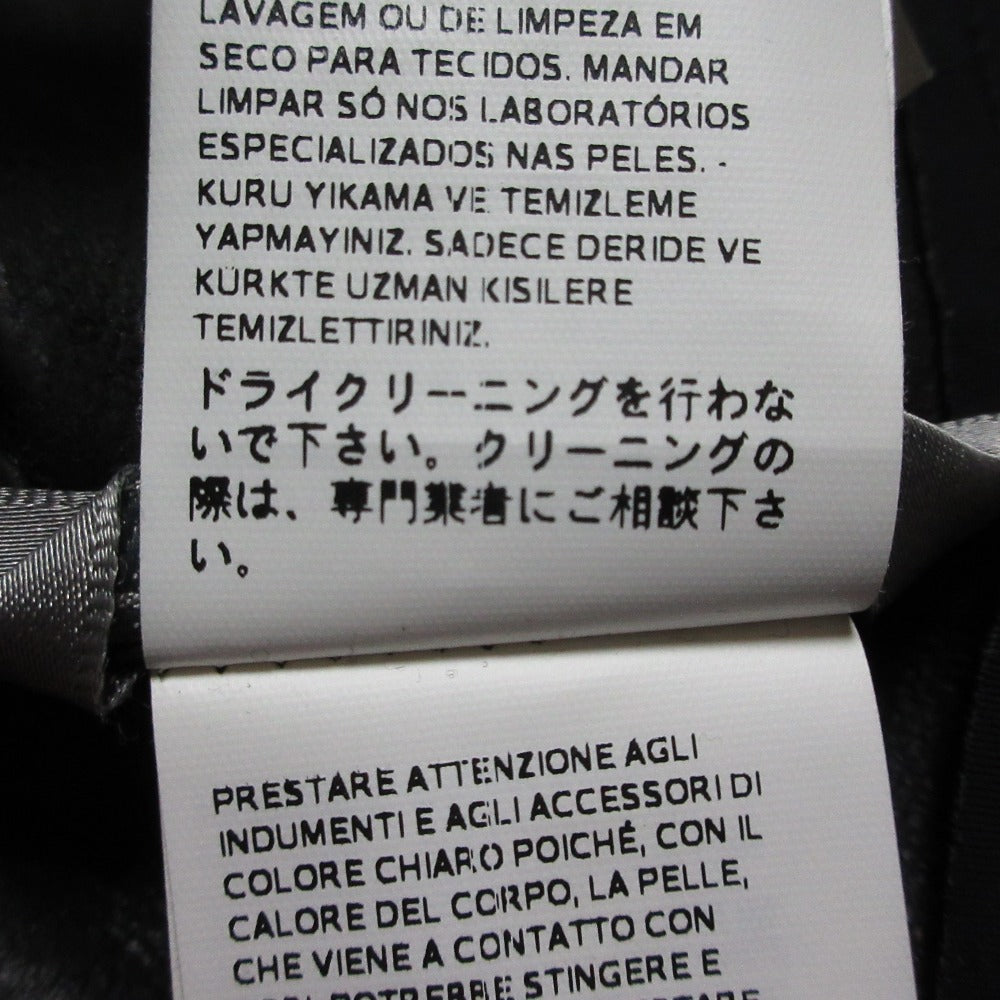 LAVAGEM OU DE LIMPEZA EM
SECO PARA TECIDOS. MANDAR
LIMPAR SÓ NOS LABORATÓRIOS
ESPECIALIZADOS NAS PELES. -
KURU YIKAMA VE TEMIZLEME
YAPMAYINIZ. SADECE DERIDE VE
KÜRKTE UZMAN KISILERE
TEMIZLETTIRINIZ.
ドライクリーニングを行わな
いで下さい。クリーニングの
際は、専門業者にご相談下さ
い。
PRESTARE ATTENZIONE AGLI
INDUMENTI E AGLI ACCESSORI DI
COLORE CHIARO POICHÉ, CON IL
CALORE DEL CORPO, LA PELLE,
CHE VIENE A CONTATTO CON
POTREBBE STINGERE E